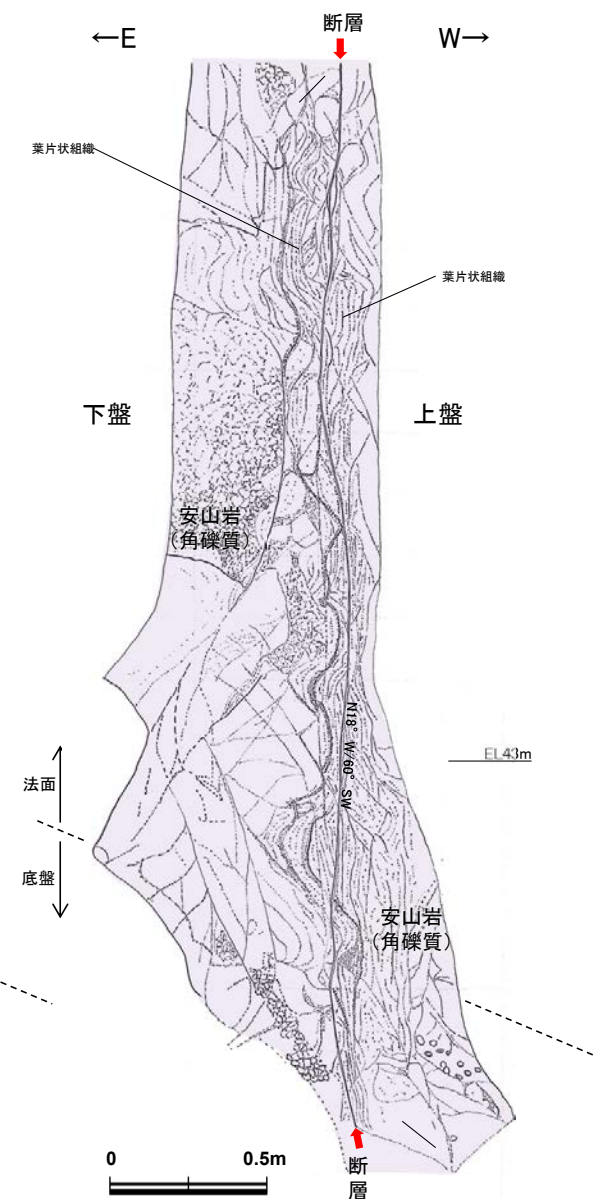 断層
←E
W→
葉片状組織
葉片状組織
下盤
上盤
安山岩
(角礫質)
N18°W/60°SW
EL43m
法面
底盤
安山岩
(角礫質)
0 0.5m
断
層